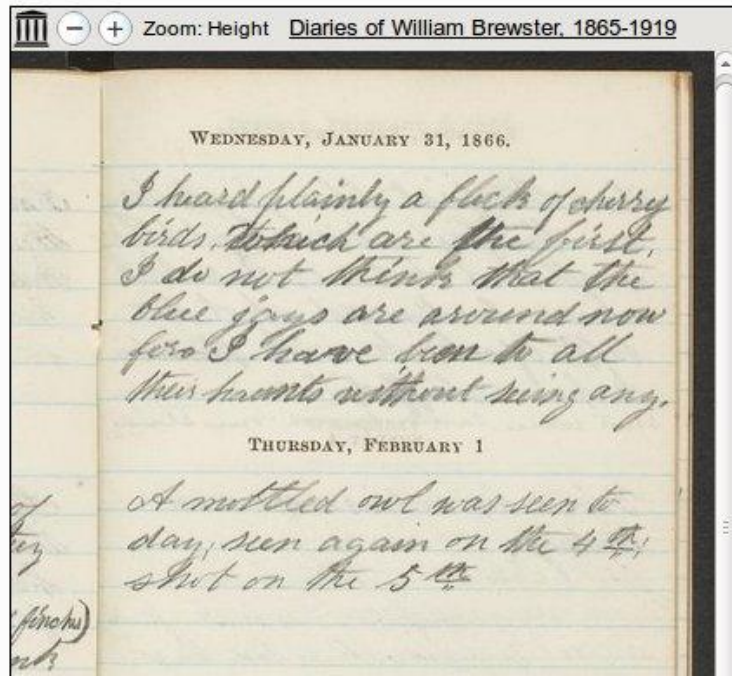 Zoom: Height Diaries of William Brewster, 1865-1919
WEDNESDAY, JANUARY 31, 1866.
I heard plainly a flock of cherry
birds, which are the first.
I do not think that the
blue jays are around now
for I have been to all
their haunts without seeing any.
THURSDAY, FEBRUARY 1
A mottled owl was seen to
day, seen again on the 4th;
shot on the 5th
of
finchs)